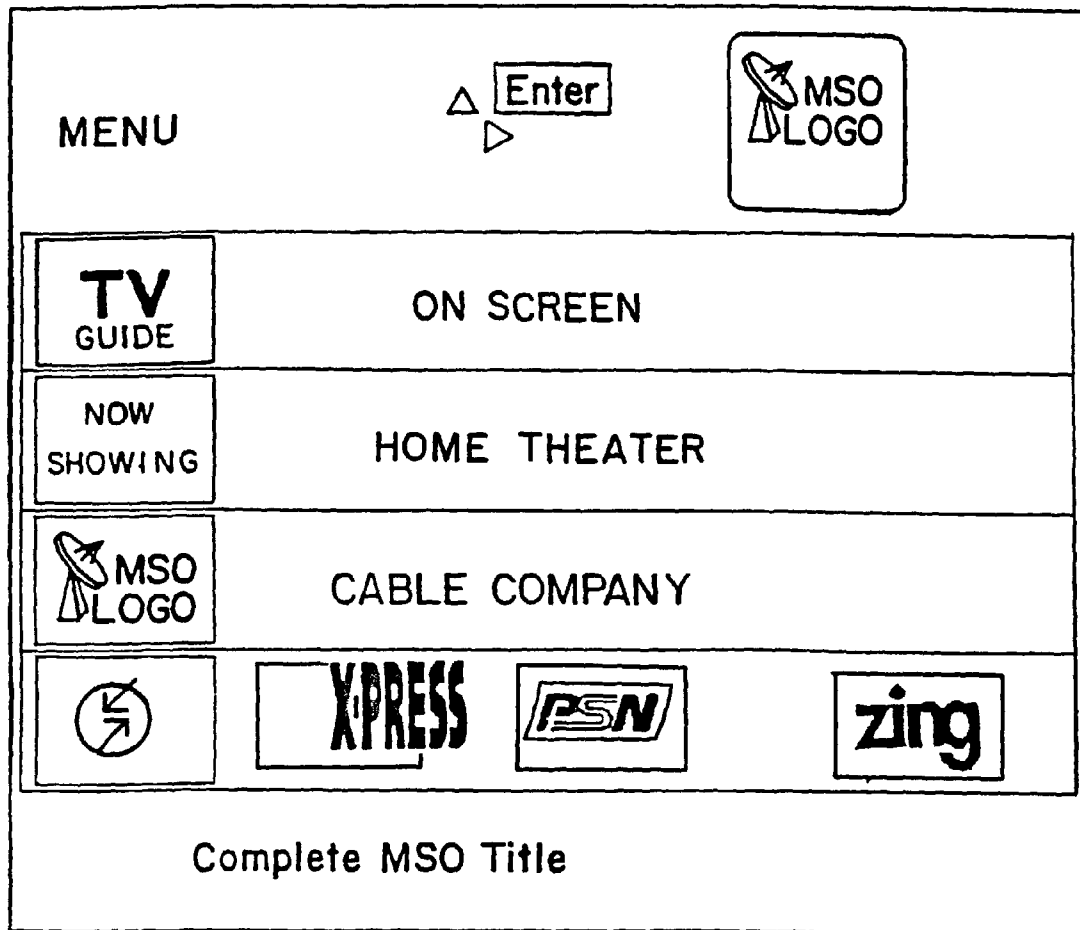 MENU
Enter
MSO
LOGO
TV
GUIDE
ON SCREEN
NOW
SHOWING
HOME THEATER
MSO
LOGO
CABLE COMPANY
X·PRESS
PSN
zing
Complete MSO Title